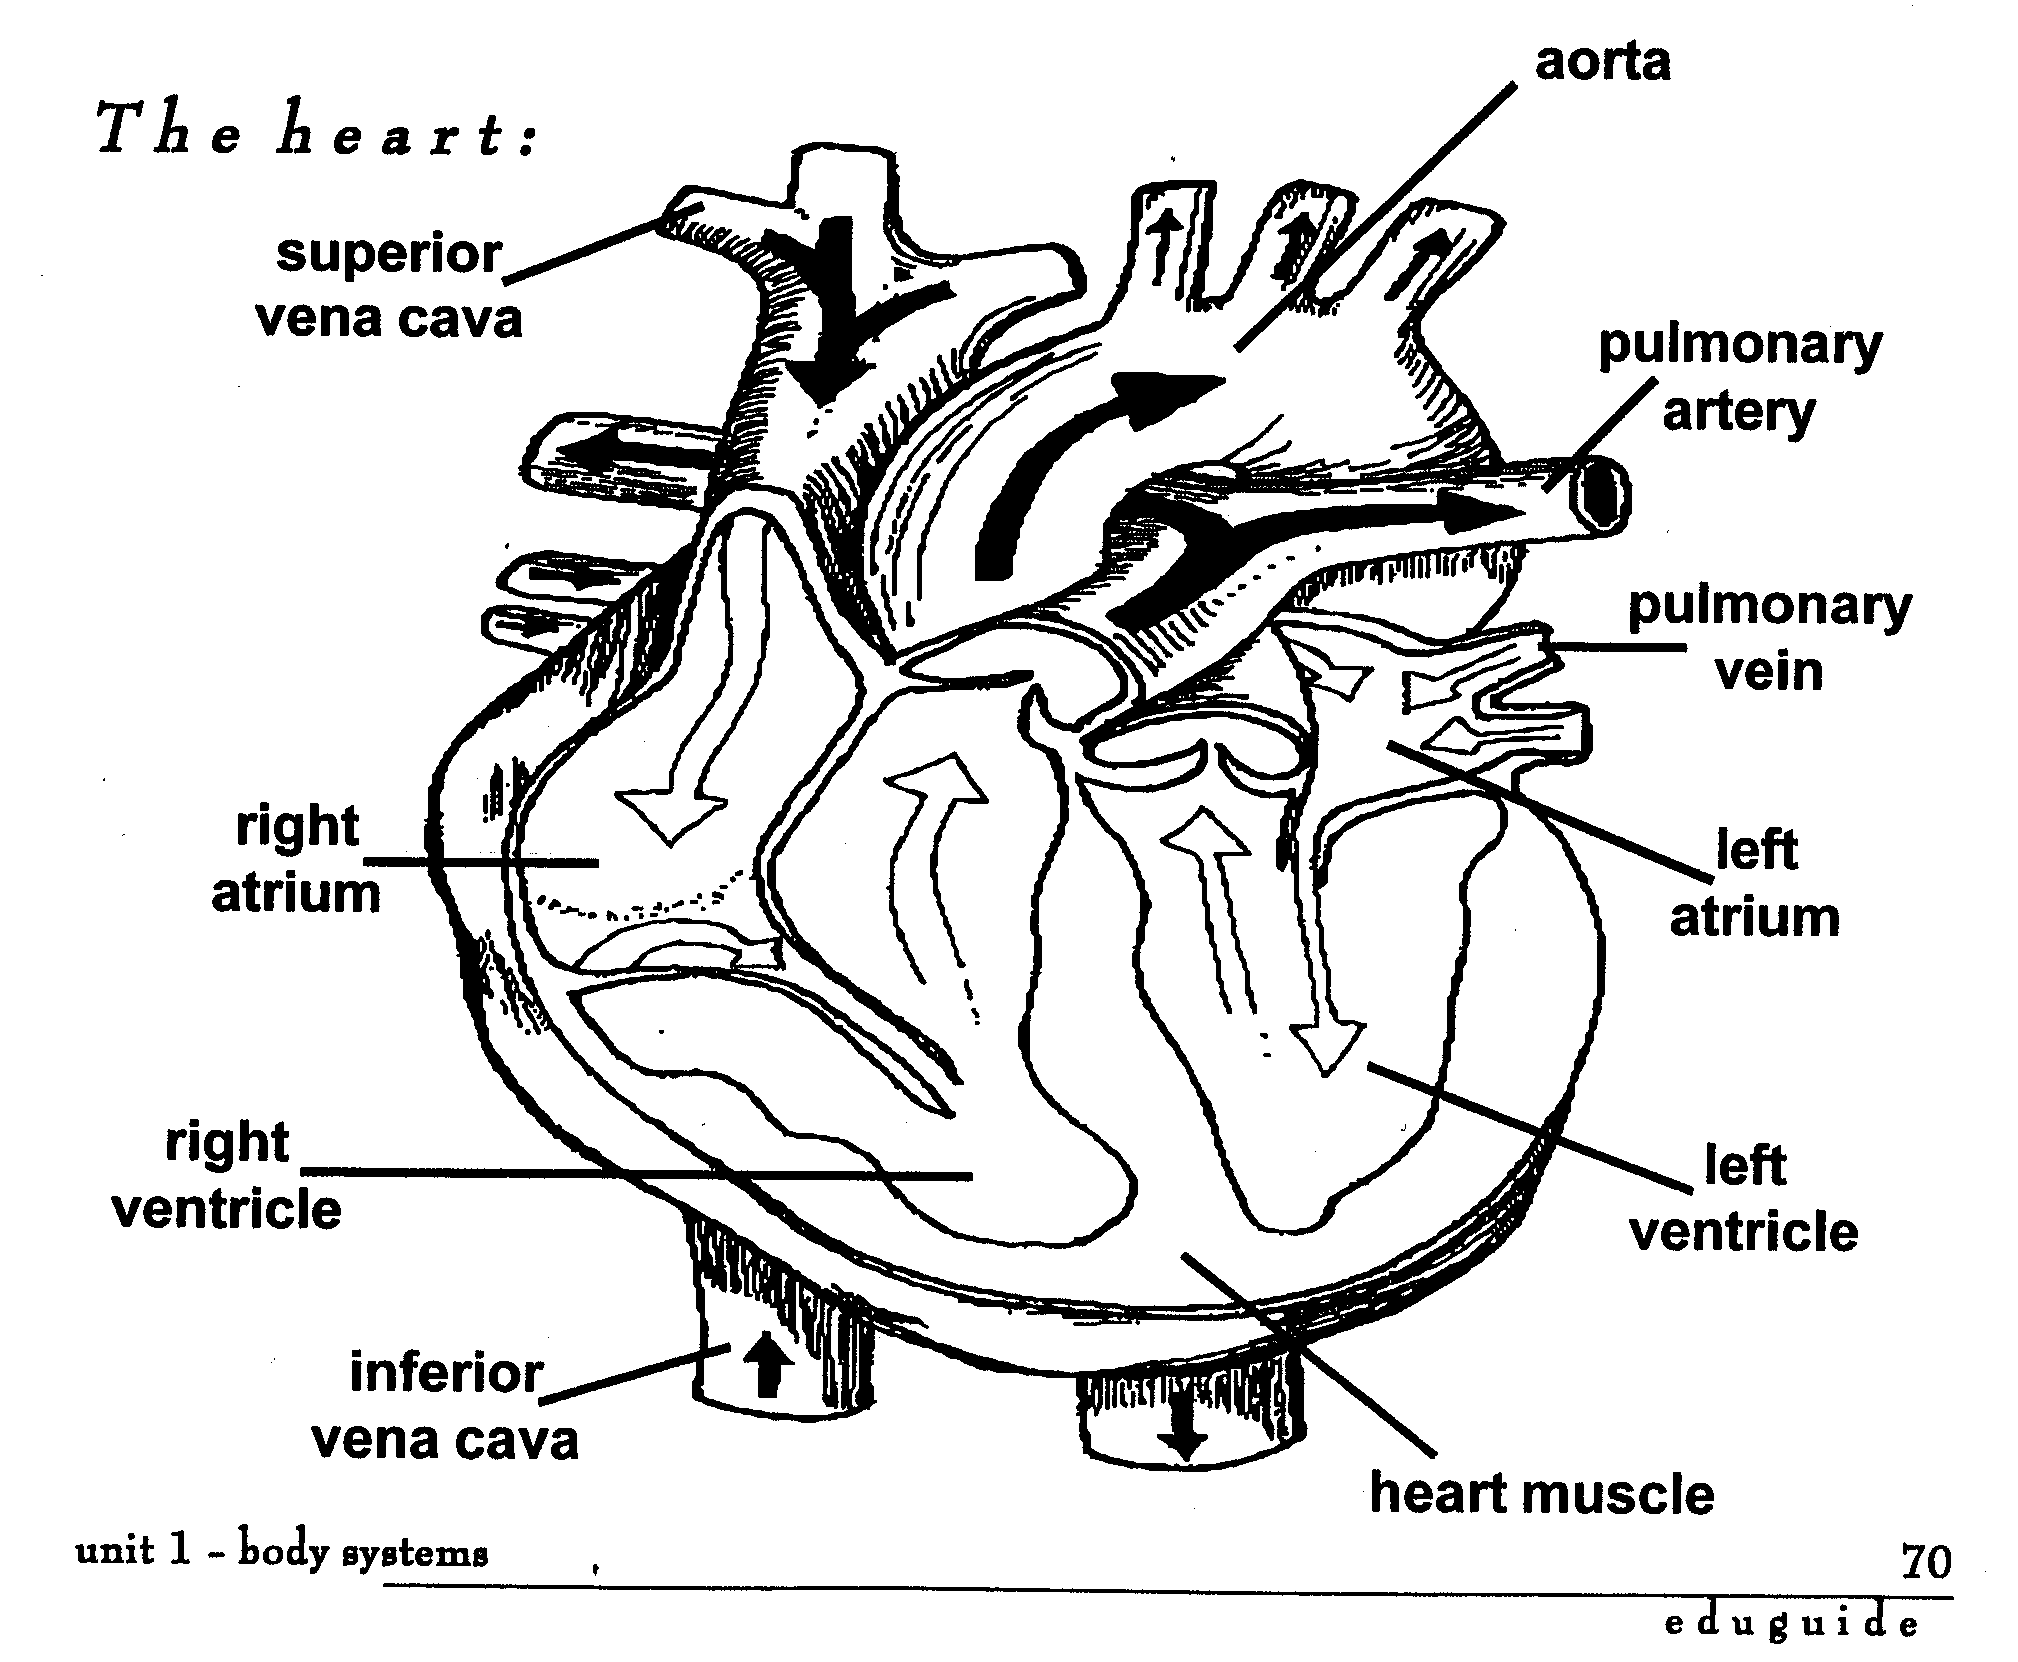 The heart:
aorta
superior
vena cava
pulmonary
artery
pulmonary
vein
right
atrium
left
atrium
right
ventricle
left
ventricle
inferior
vena cava
heart muscle
unit 1 - body systems
70
eduguide